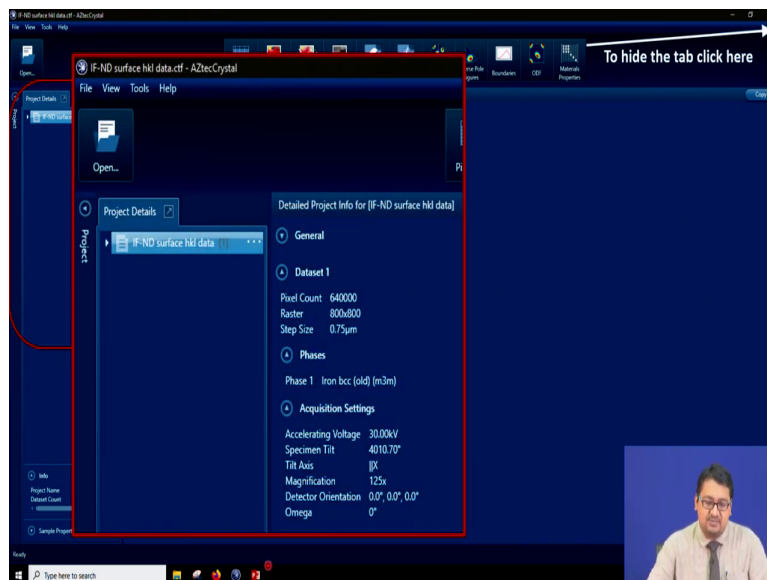 IF-ND surface hkl data.ctf - AZtecCrystal
File View Tools Help
Open...
Boundaries
ODF
Materials
Properties
To hide the tab click here
Copy
Project Details
Project
IF-ND surface hkl data.ctf - AZtecCrystal
File View Tools Help
Open...
Project Details
Project
IF-ND surface hkl data [1] ...
Detailed Project Info for [IF-ND surface hkl data]
General
Dataset 1
Pixel Count 640000
Raster 800x800
Step Size 0.75µm
Phases
Phase 1 Iron bcc (old) (m3m)
Acquisition Settings
Accelerating Voltage 30.00kV
Specimen Tilt 4010.70°
Tilt Axis ||X
Magnification 125x
Detector Orientation 0.0°, 0.0°, 0.0°
Omega 0°
Info
Project Name
Dataset Count
Sample Propert
Ready
Type here to search